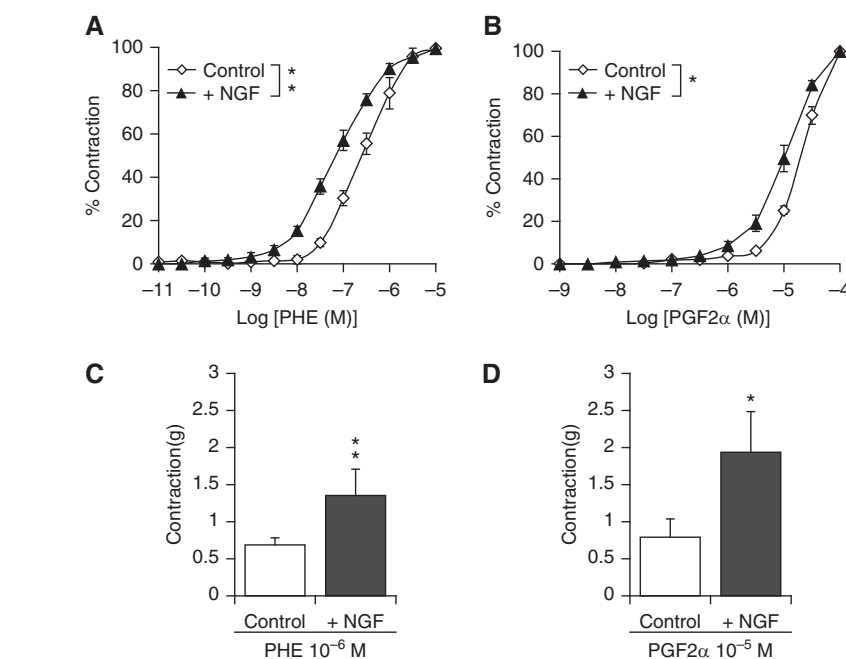 A
100
80
60
40
20
0
% Contraction
Control
+ NGF
*
*
–11 –10 –9 –8 –7 –6 –5
Log [PHE (M)]
B
100
80
60
40
20
0
% Contraction
Control
+ NGF
*
–9 –8 –7 –6 –5 –4
Log [PGF2α (M)]
C
3
2.5
2
1.5
1
0.5
0
Contraction(g)
*
*
Control + NGF
PHE 10⁻⁶ M
D
3
2.5
2
1.5
1
0.5
0
Contraction(g)
*
Control + NGF
PGF2α 10⁻⁵ M